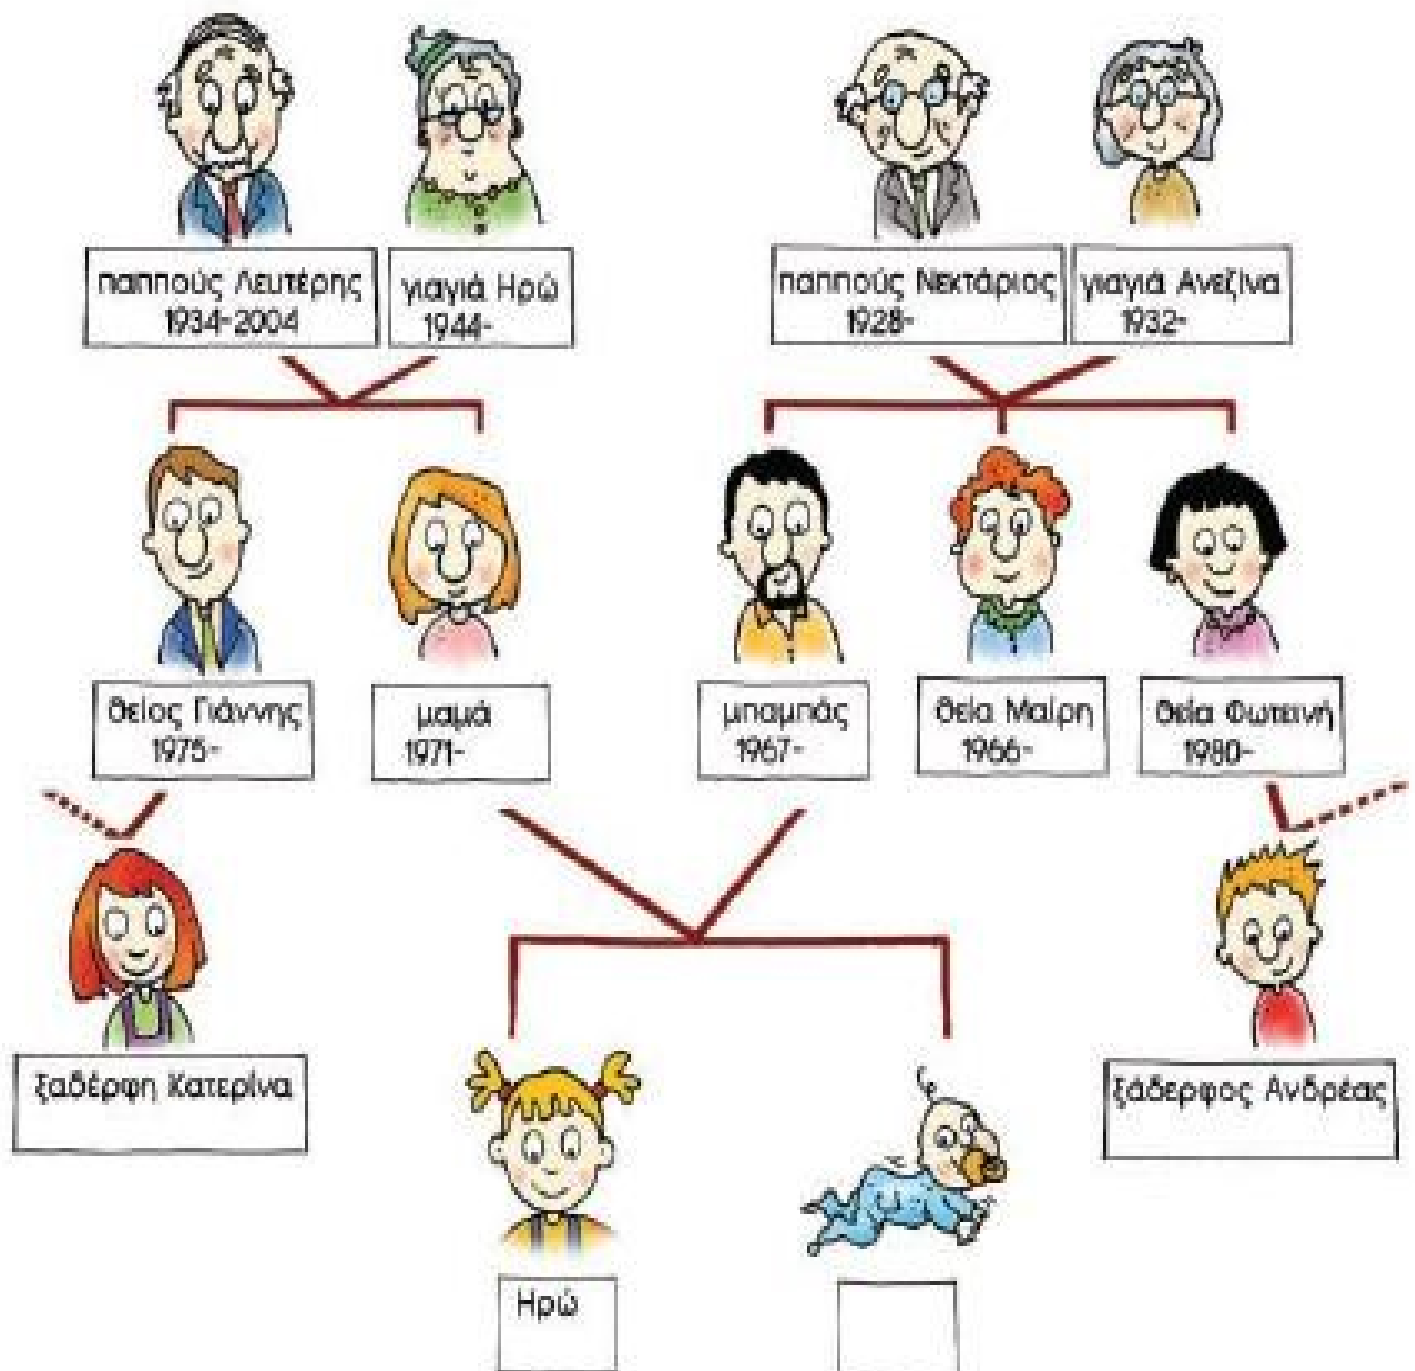 παππούς Λευτέρης
1934-2004
γιαγιά Ηρώ
1944-
παππούς Νεκτάριος
1928-
γιαγιά Ανεζίνα
1932-
θείος Γιάννης
1975-
μαμά
1971-
μπαμπάς
1967-
θεία Μαίρη
1966-
θεία Φωτεινή
1980-
ξαδέρφη Κατερίνα
ξάδερφος Ανδρέας
Ηρώ